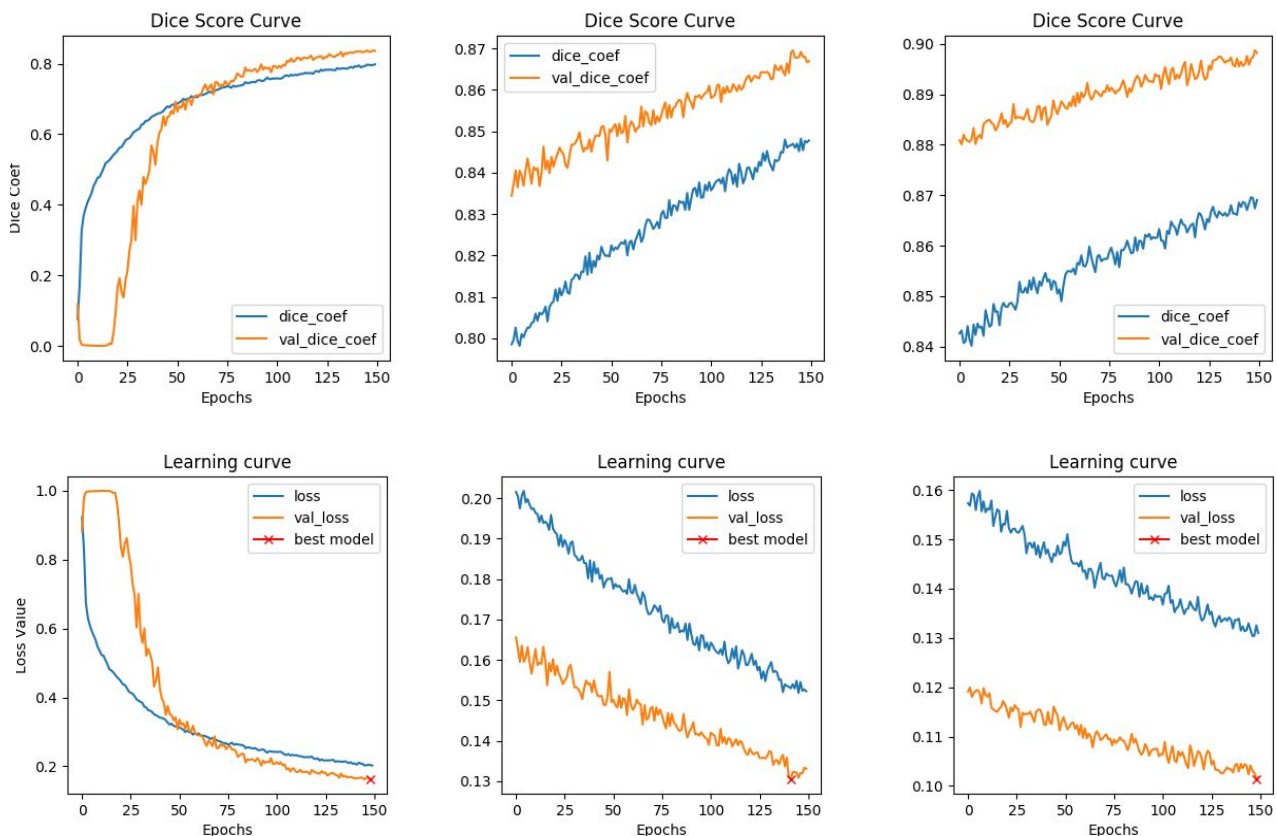 Dice Score Curve
Dice Coef
0.8
0.6
0.4
0.2
0.0
dice_coef
val_dice_coef
0 25 50 75 100 125 150
Epochs
Dice Score Curve
0.87
0.86
0.85
0.84
0.83
0.82
0.81
0.80
dice_coef
val_dice_coef
0 25 50 75 100 125 150
Epochs
Dice Score Curve
0.90
0.89
0.88
0.87
0.86
0.85
0.84
dice_coef
val_dice_coef
0 25 50 75 100 125 150
Epochs
Learning curve
Loss Value
1.0
0.8
0.6
0.4
0.2
loss
val_loss
best model
0 25 50 75 100 125 150
Epochs
Learning curve
0.20
0.19
0.18
0.17
0.16
0.15
0.14
0.13
loss
val_loss
best model
0 25 50 75 100 125 150
Epochs
Learning curve
0.16
0.15
0.14
0.13
0.12
0.11
0.10
loss
val_loss
best model
0 25 50 75 100 125 150
Epochs